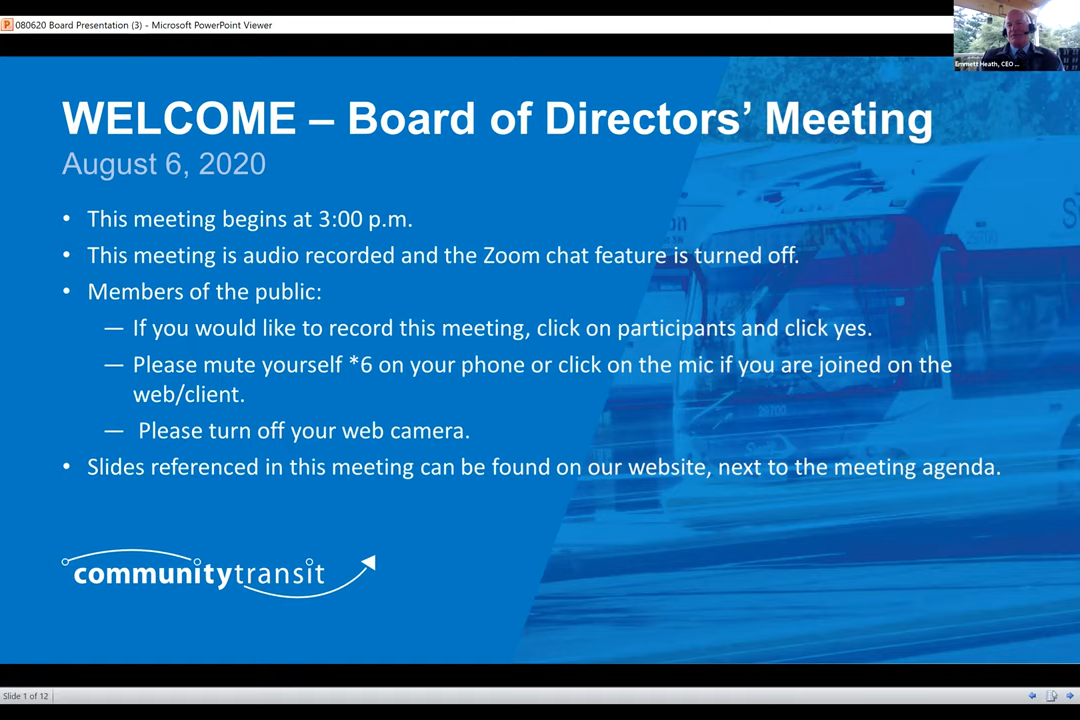 080620 Board Presentation (3) - Microsoft PowerPoint Viewer
Emmett Heath, CEO ...
WELCOME – Board of Directors’ Meeting
August 6, 2020
• This meeting begins at 3:00 p.m.
• This meeting is audio recorded and the Zoom chat feature is turned off.
• Members of the public:
— If you would like to record this meeting, click on participants and click yes.
— Please mute yourself *6 on your phone or click on the mic if you are joined on the
web/client.
— Please turn off your web camera.
• Slides referenced in this meeting can be found on our website, next to the meeting agenda.
29700
29700
communitytransit
Slide 1 of 12